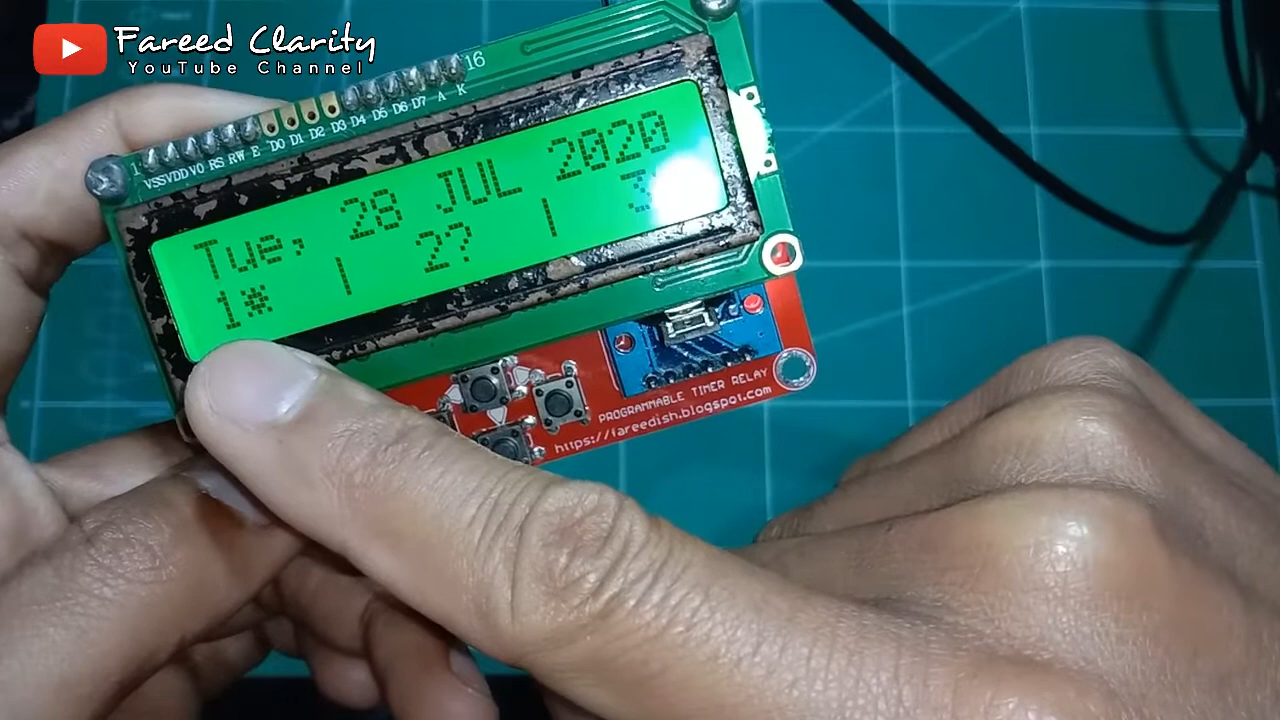 Fareed Clarity
YouTube Channel
1 16
VSS VDD V0 RS RW E D0 D1 D2 D3 D4 D5 D6 D7 A K
Tue, 28 JUL 2020
1* | 2? | 3
PROGRAMMABLE TIMER RELAY
https://fareedish.blogspot.com